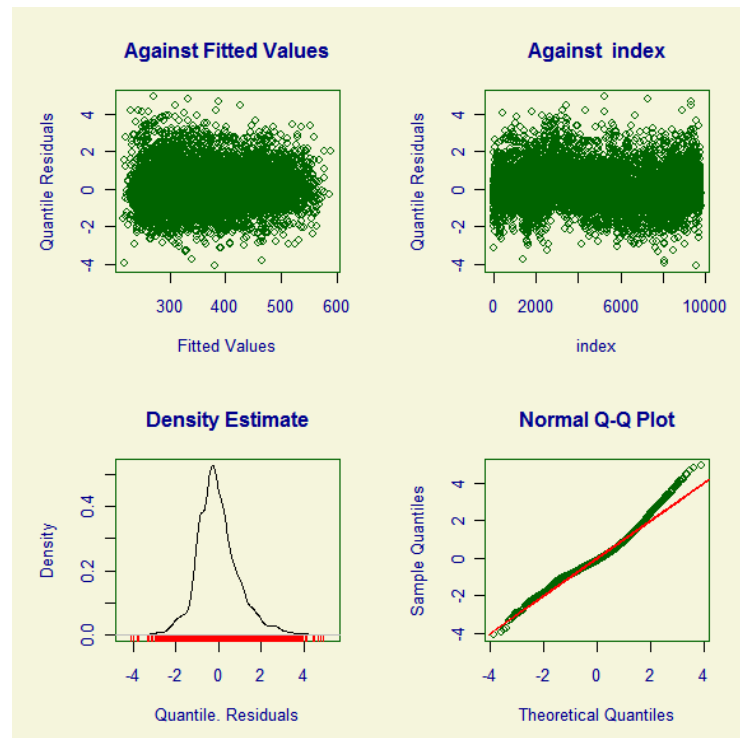 Against Fitted Values
Quantile Residuals
-4 -2 0 2 4
300 400 500 600
Fitted Values
Against index
Quantile Residuals
-4 -2 0 2 4
0 2000 6000 10000
index
Density Estimate
Density
0.0 0.2 0.4
-4 -2 0 2 4
Quantile. Residuals
Normal Q-Q Plot
Sample Quantiles
-4 -2 0 2 4
-4 -2 0 2 4
Theoretical Quantiles